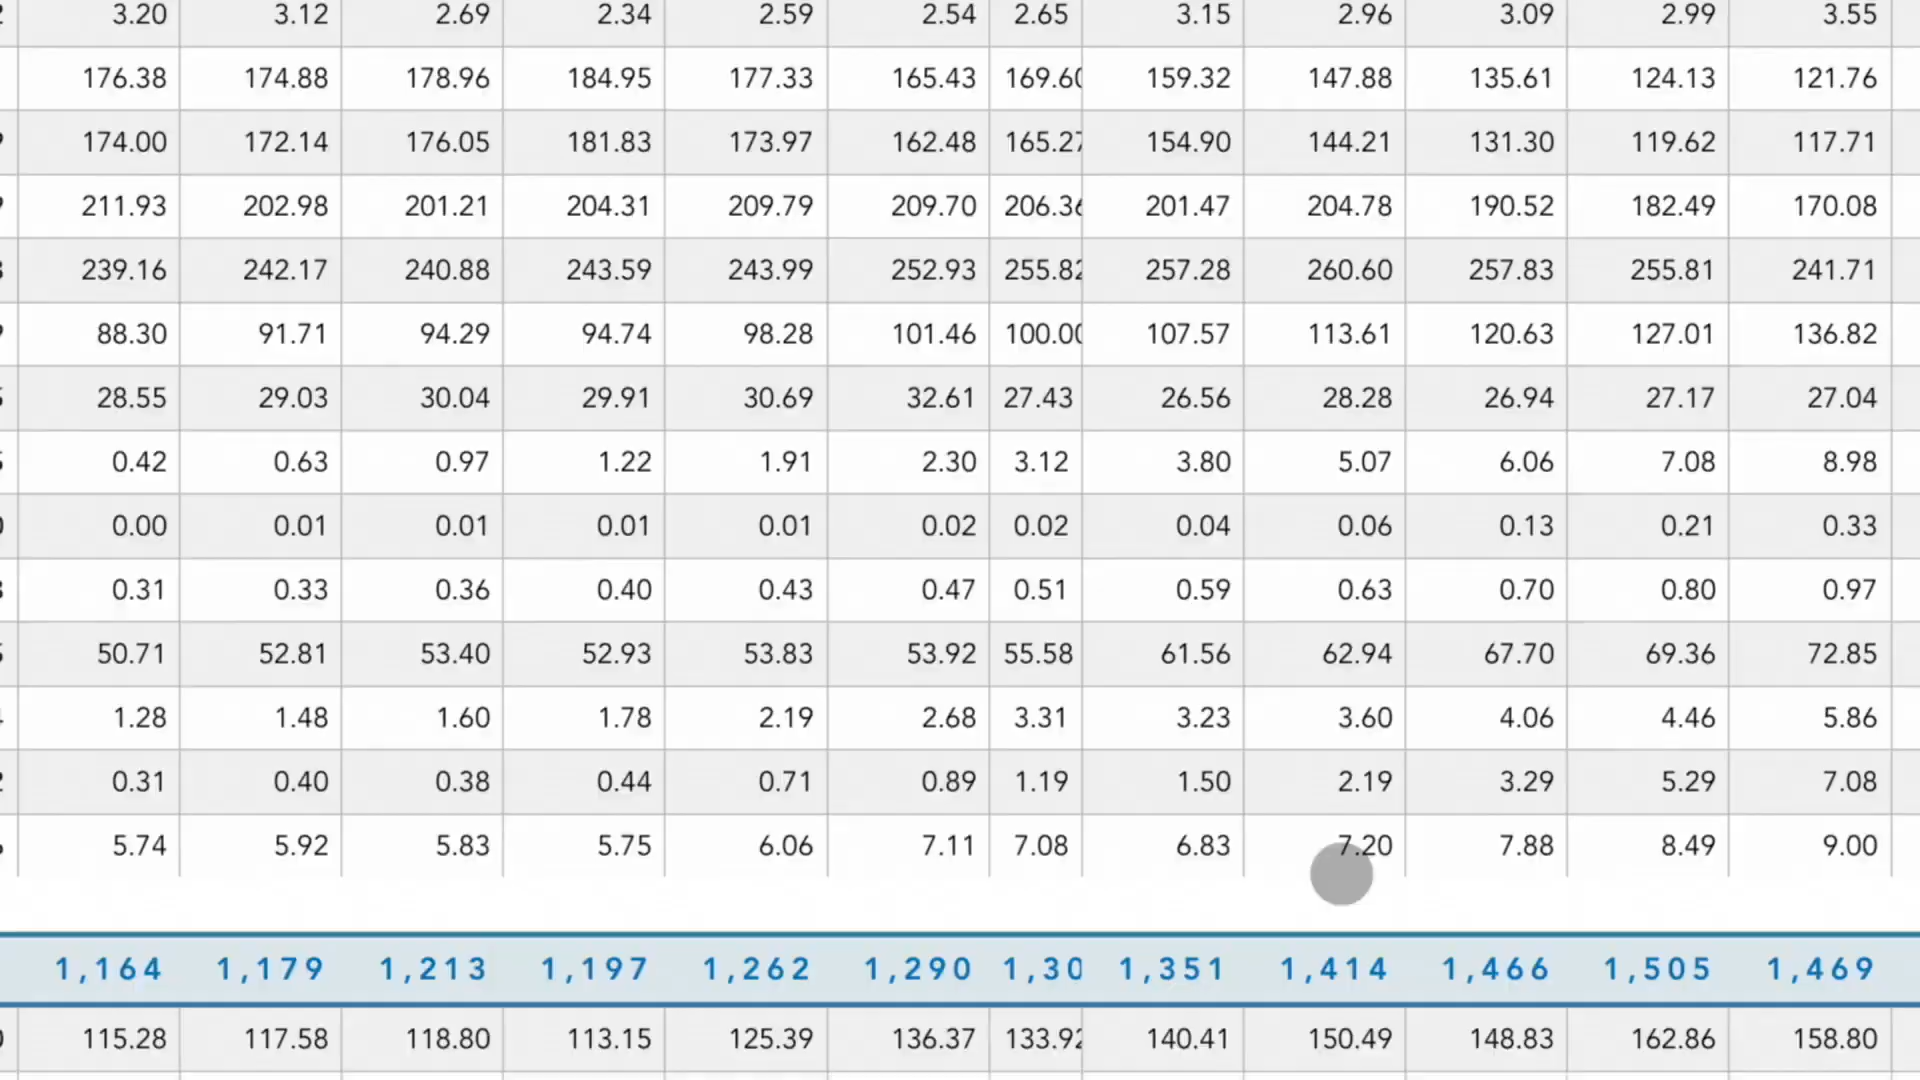 3.20 3.12 2.69 2.34 2.59 2.54 2.65 3.15 2.96 3.09 2.99 3.55
176.38 174.88 178.96 184.95 177.33 165.43 169.60 159.32 147.88 135.61 124.13 121.76
174.00 172.14 176.05 181.83 173.97 162.48 165.27 154.90 144.21 131.30 119.62 117.71
211.93 202.98 201.21 204.31 209.79 209.70 206.36 201.47 204.78 190.52 182.49 170.08
239.16 242.17 240.88 243.59 243.99 252.93 255.82 257.28 260.60 257.83 255.81 241.71
88.30 91.71 94.29 94.74 98.28 101.46 100.00 107.57 113.61 120.63 127.01 136.82
28.55 29.03 30.04 29.91 30.69 32.61 27.43 26.56 28.28 26.94 27.17 27.04
0.42 0.63 0.97 1.22 1.91 2.30 3.12 3.80 5.07 6.06 7.08 8.98
0.00 0.01 0.01 0.01 0.01 0.02 0.02 0.04 0.06 0.13 0.21 0.33
0.31 0.33 0.36 0.40 0.43 0.47 0.51 0.59 0.63 0.70 0.80 0.97
50.71 52.81 53.40 52.93 53.83 53.92 55.58 61.56 62.94 67.70 69.36 72.85
1.28 1.48 1.60 1.78 2.19 2.68 3.31 3.23 3.60 4.06 4.46 5.86
0.31 0.40 0.38 0.44 0.71 0.89 1.19 1.50 2.19 3.29 5.29 7.08
5.74 5.92 5.83 5.75 6.06 7.11 7.08 6.83 7.20 7.88 8.49 9.00
1,164 1,179 1,213 1,197 1,262 1,290 1,30 1,351 1,414 1,466 1,505 1,469
115.28 117.58 118.80 113.15 125.39 136.37 133.92 140.41 150.49 148.83 162.86 158.80